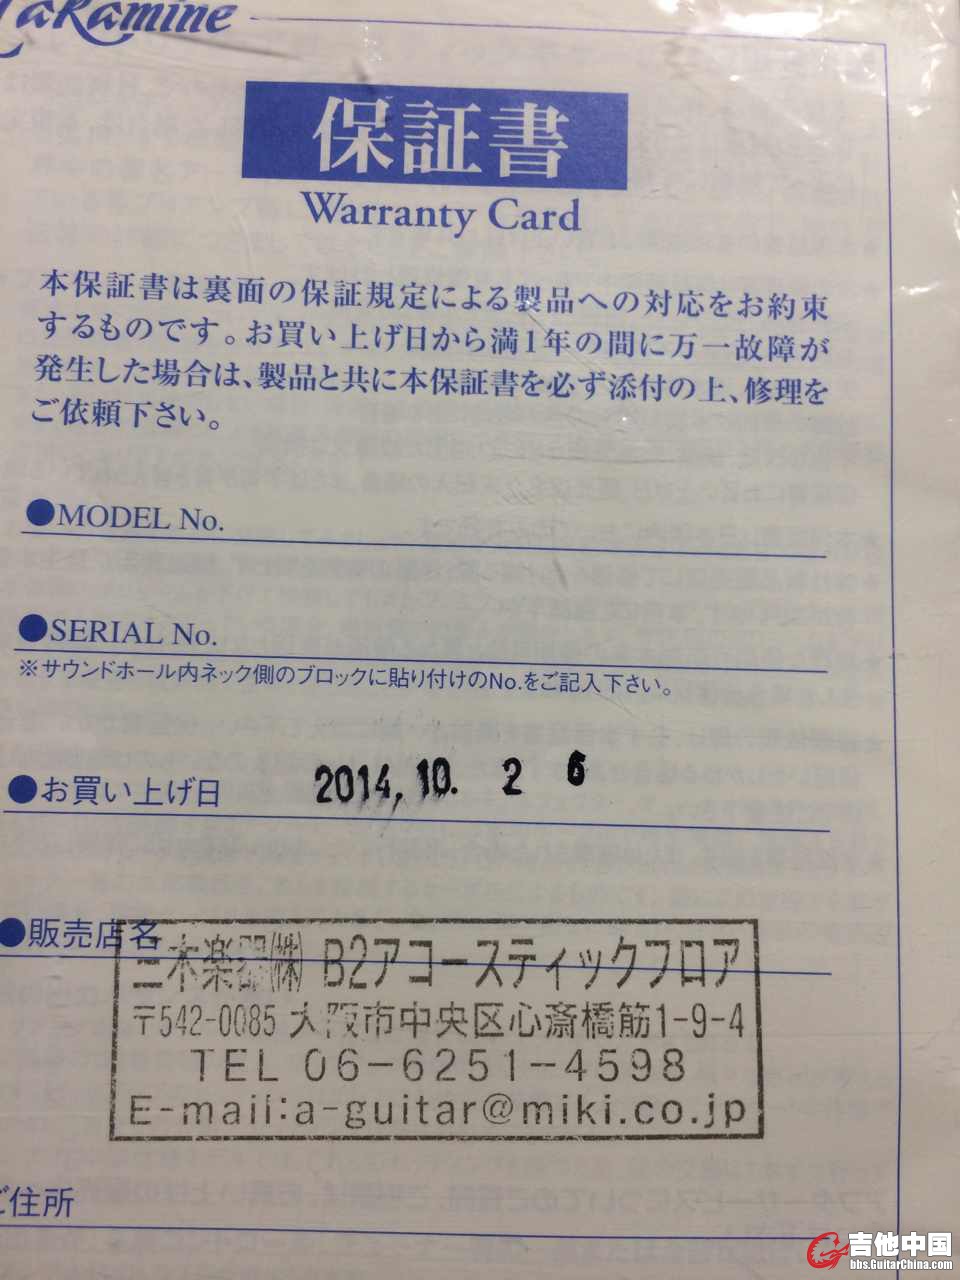 Takamine
保証書
Warranty Card
本保証書は裏面の保証規定による製品への対応をお約束
するものです。お買い上げ日から満1年の間に万一故障が
発生した場合は、製品と共に本保証書を必ず添付の上、修理を
ご依頼下さい。
●MODEL No.
●SERIAL No.
※サウンドホール内ネック側のブロックに貼り付けのNo.をご記入下さい。
●お買い上げ日 2014.10. 2 6
●販売店名
三木楽器㈱ B2アコースティックフロア
〒542-0085 大阪市中央区心斎橋筋1-9-4
TEL 06-6251-4598
E-mail:a-guitar@miki.co.jp
ご住所
吉他中国
bbs.GuitarChina.com